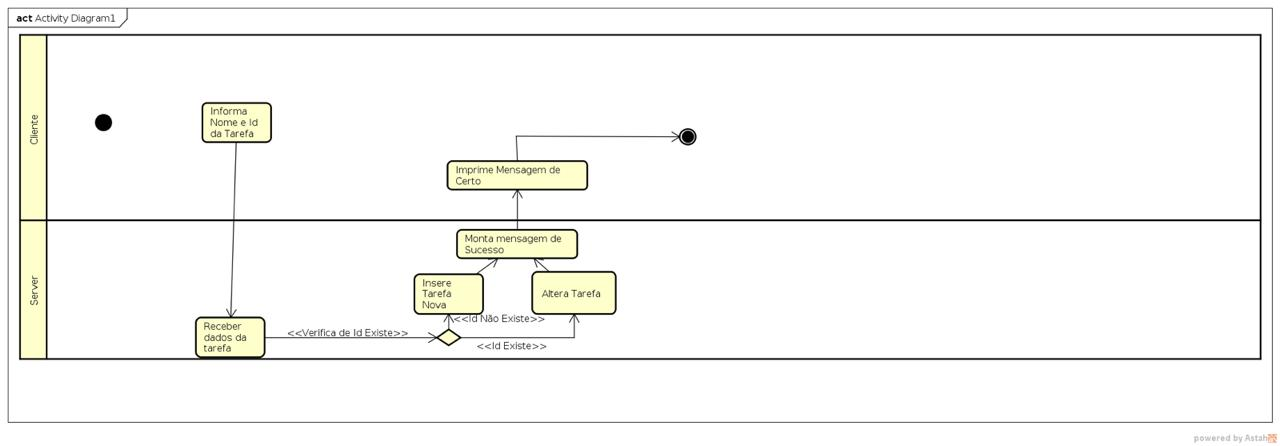 act Activity Diagram1
Cliente
Informa
Nome e Id
da Tarefa
Imprime Mensagem de
Certo
Server
Monta mensagem de
Sucesso
Insere
Tarefa
Nova
Altera Tarefa
<<Id Não Existe>>
Receber
dados da
tarefa
<<Verifica de Id Existe>>
<<Id Existe>>
powered by Astah